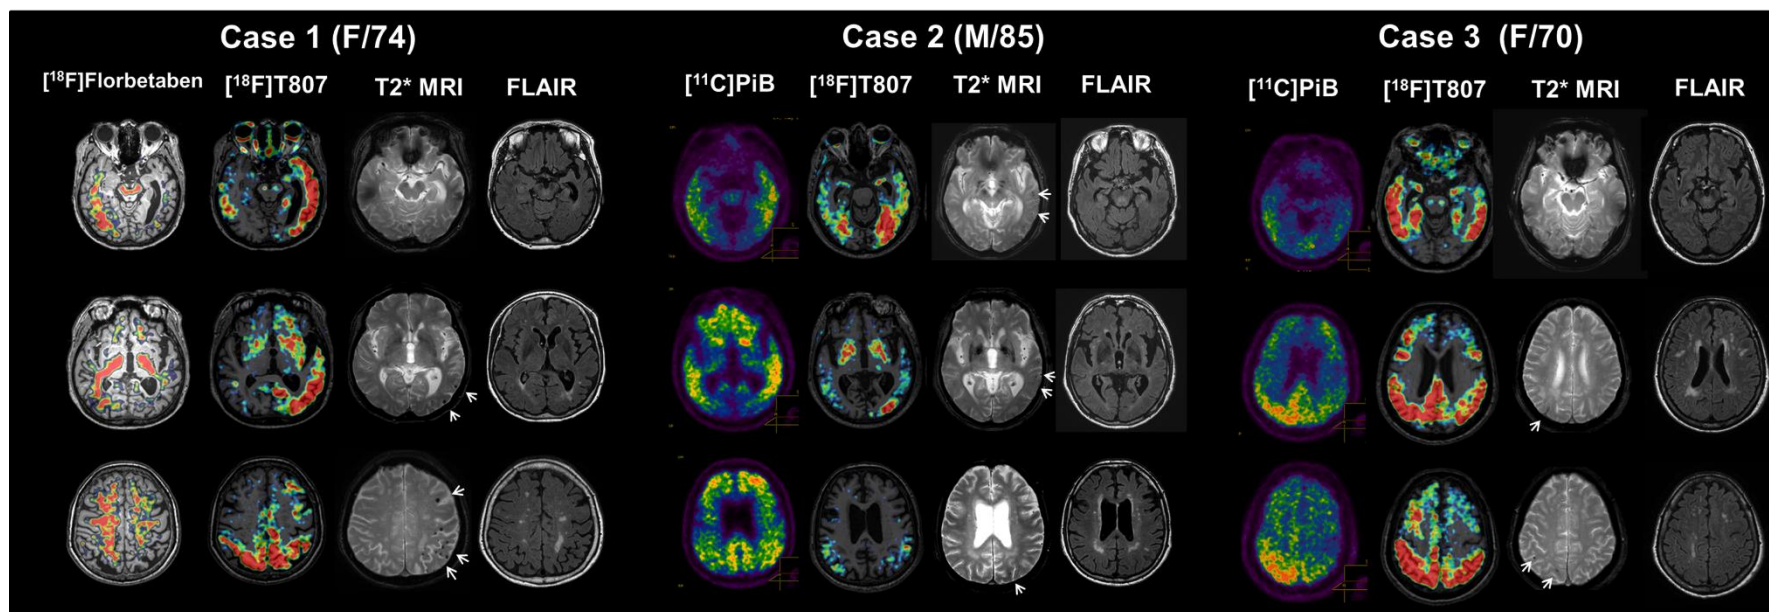 Case 1 (F/74)
Case 2 (M/85)
Case 3 (F/70)
[¹⁸F]Florbetaben [¹⁸F]T807 T2* MRI FLAIR
[¹¹C]PiB [¹⁸F]T807 T2* MRI FLAIR
[¹¹C]PiB [¹⁸F]T807 T2* MRI FLAIR